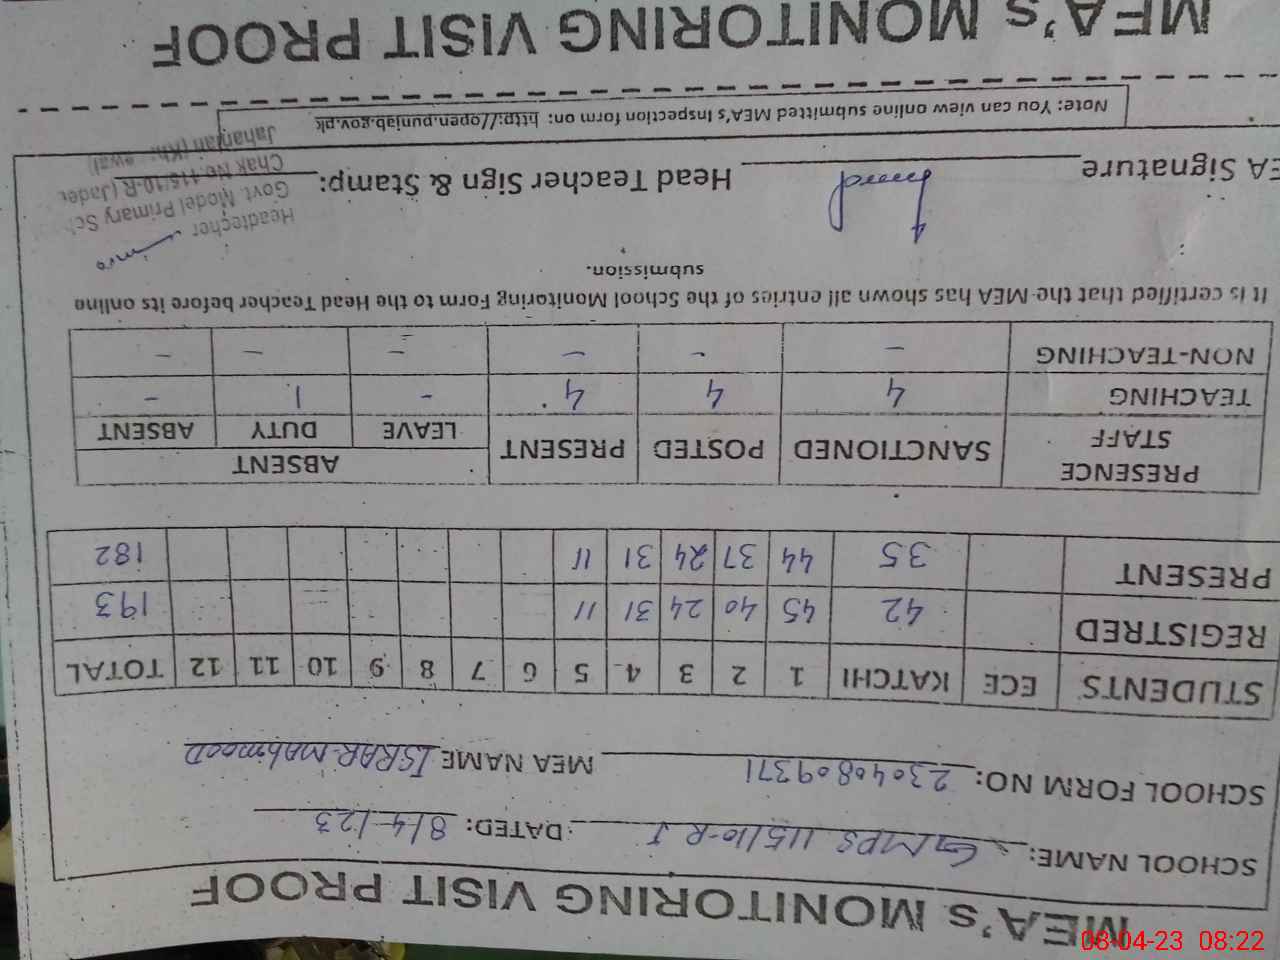 MEA's MONITORING VISIT PROOF
SCHOOL NAME: GMPS 115/10-R J DATED: 8/4/23
SCHOOL FORM NO: 23040809371 MEA NAME ISRAR MAHMOOD
STUDENTS ECE KATCHI 1 2 3 4 5 6 7 8 9 10 11 12 TOTAL
REGISTRED 42 45 40 24 31 11 193
PRESENT 35 44 37 24 31 11 182
PRESENCE STAFF SANCTIONED POSTED PRESENT ABSENT
LEAVE DUTY ABSENT
TEACHING 4 4 4 - 1 -
NON-TEACHING - - - - - -
It is certified that the MEA has shown all entries of the School Monitoring Form to the Head Teacher before its online
submission.
EA Signature Head Teacher Sign & Stamp:
Headtecher
Govt. Model Primary Sch
Chak No.115/10-R (Jader
Jahanian (Kh ewal)
Note: You can view online submitted MEA's Inspection form on: http://open.punjab.gov.pk
MEA's MONITORING VISIT PROOF
08-04-23 08:22